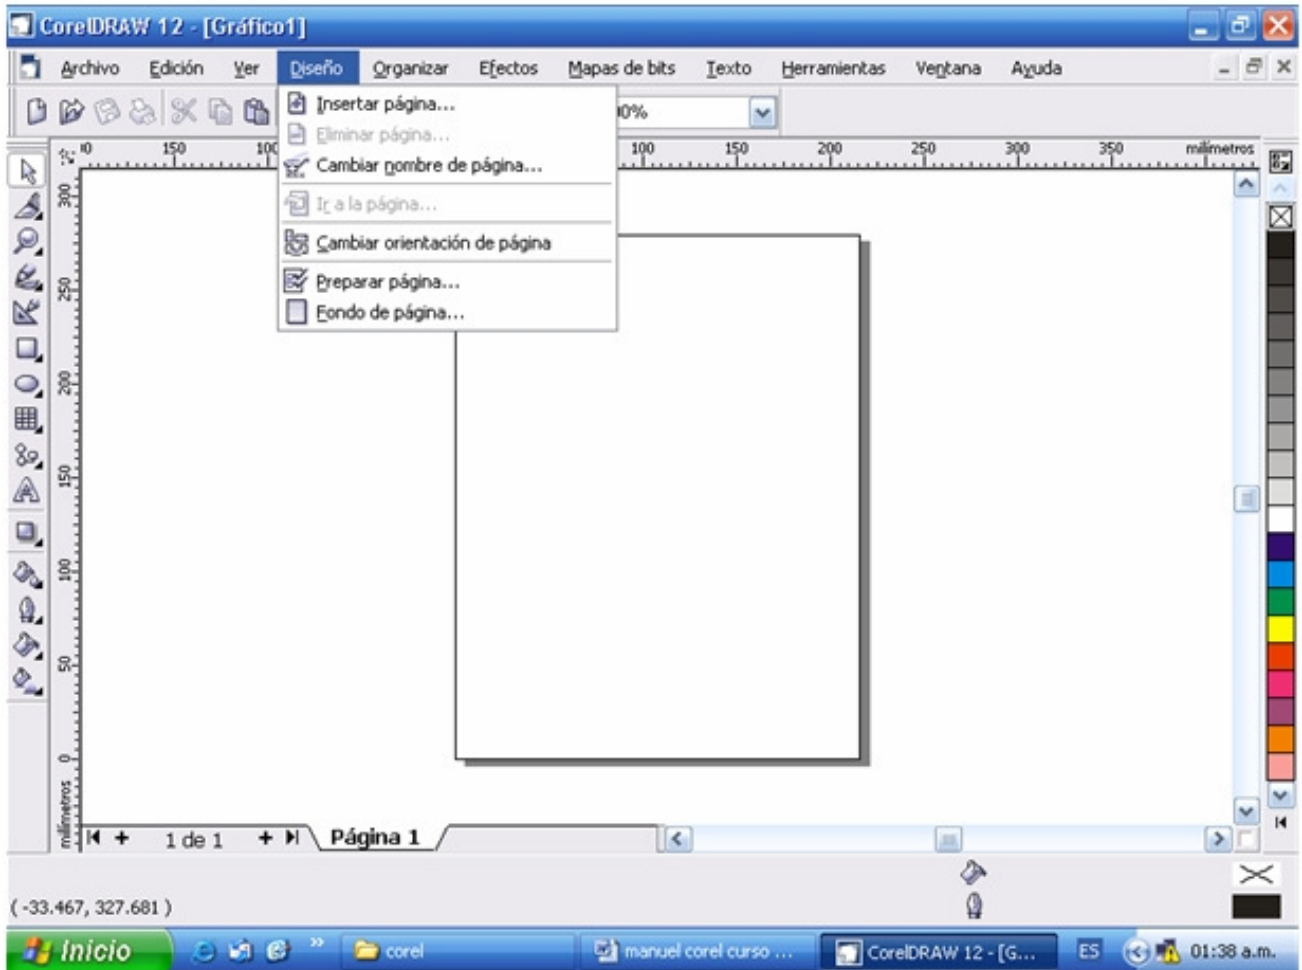 CorelDRAW 12 - [Gráfico1]
Archivo Edición Ver Diseño Organizar Efectos Mapas de bits Texto Herramientas Ventana Ayuda
Insertar página...
Eliminar página...
Cambiar nombre de página...
Ir a la página...
Cambiar orientación de página
Preparar página...
Fondo de página...
150 100 150 200 250 300 350 milímetros
300
250
200
150
100
50
0
milímetros
1 de 1 Página 1
( -33.467, 327.681 )
Inicio » corel manuel corel curso ... CorelDRAW 12 - [G... ES 01:38 a.m.